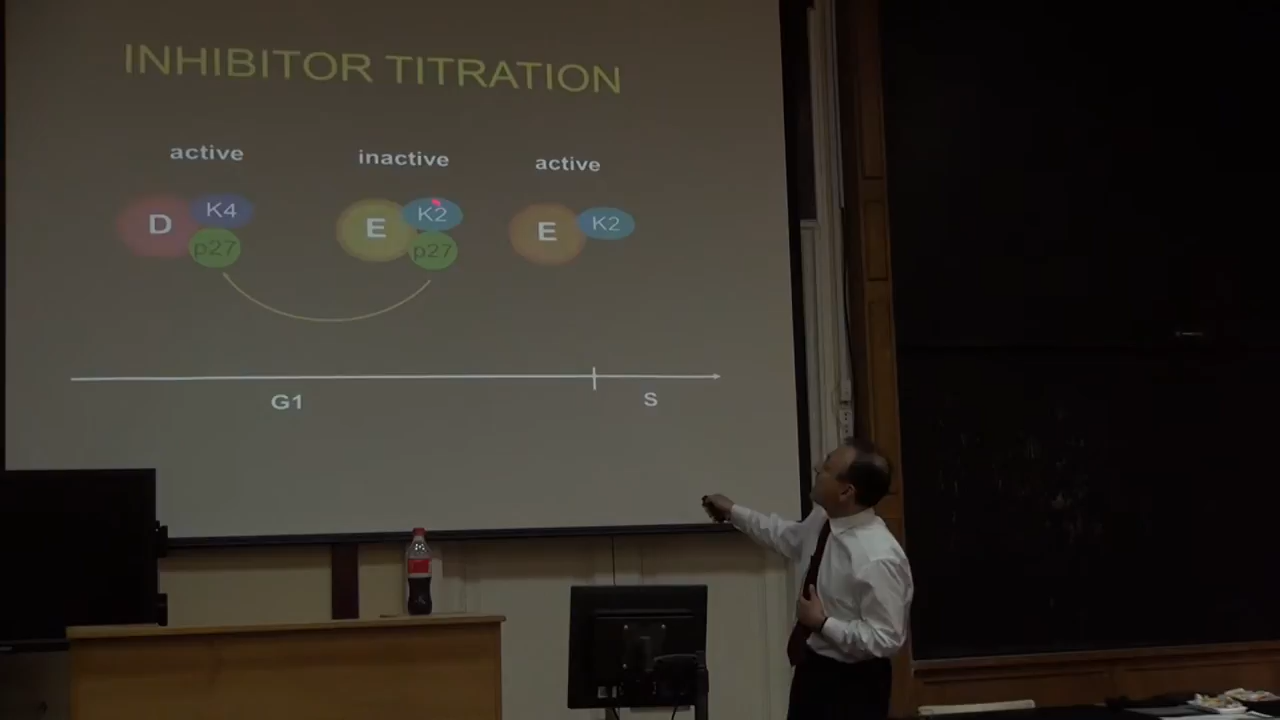 INHIBITOR TITRATION
active inactive active
D K4 p27
E K2 p27
E K2
G1 S